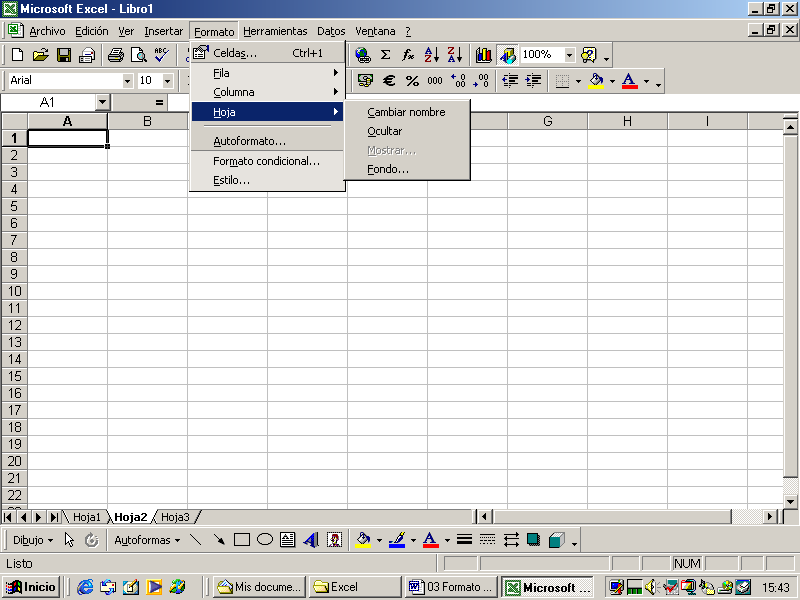 Microsoft Excel - Libro1
Archivo Edición Ver Insertar Formato Herramientas Datos Ventana ?
100%
Arial 10
€ % 000
A1 =
Celdas... Ctrl+1
Fila
Columna
Hoja
Autoformato...
Formato condicional...
Estilo...
Cambiar nombre
Ocultar
Mostrar...
Fondo...
A B G H I
1
2
3
4
5
6
7
8
9
10
11
12
13
14
15
16
17
18
19
20
21
22
Hoja1 Hoja2 Hoja3
Dibujo Autoformas
Listo NUM
Inicio Mis docume... Excel 03 Formato ... Microsoft ... 15:43